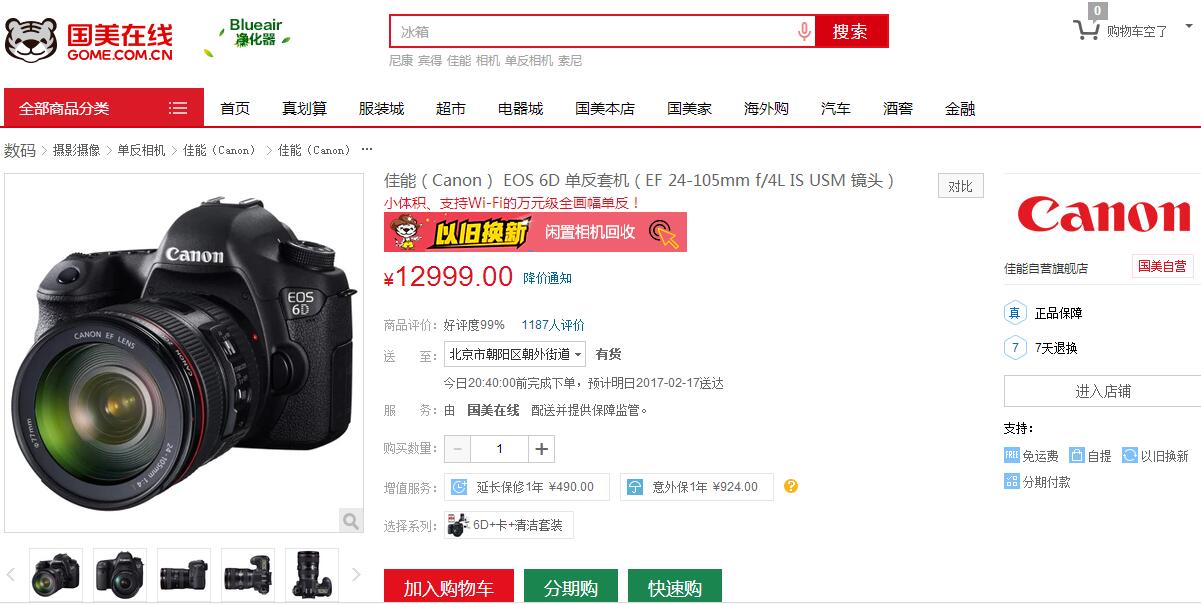 国美在线
GOME.COM.CN
Blueair
净化器
冰箱
搜索
0
购物车空了
尼康 宾得 佳能 相机 单反相机 索尼
全部商品分类
首页 真划算 服装城 超市 电器城 国美本店 国美家 海外购 汽车 酒窖 金融
数码 > 摄影摄像 > 单反相机 > 佳能（Canon） > 佳能（Canon） ···
佳能（Canon） EOS 6D 单反套机（EF 24-105mm f/4L IS USM 镜头）
对比
小体积、支持Wi-Fi的万元级全画幅单反！
以旧换新 闲置相机回收
¥12999.00 降价通知
商品评价： 好评度99% 1187人评价
送 至： 北京市朝阳区朝外街道 有货
今日20:40:00前完成下单，预计明日2017-02-17送达
服 务： 由 国美在线 配送并提供保障监管。
购买数量： − 1 +
增值服务： 延长保修1年 ¥490.00 意外保1年 ¥924.00 ?
选择系列： 6D+卡+清洁套装
加入购物车 分期购 快速购
Canon
EOS
6D
CANON EF LENS
24-105mm 1:4
Ø77mm
Canon
佳能自营旗舰店 国美自营
真 正品保障
7 7天退换
进入店铺
支持：
FREE 免运费 自提 以旧换新
分期付款